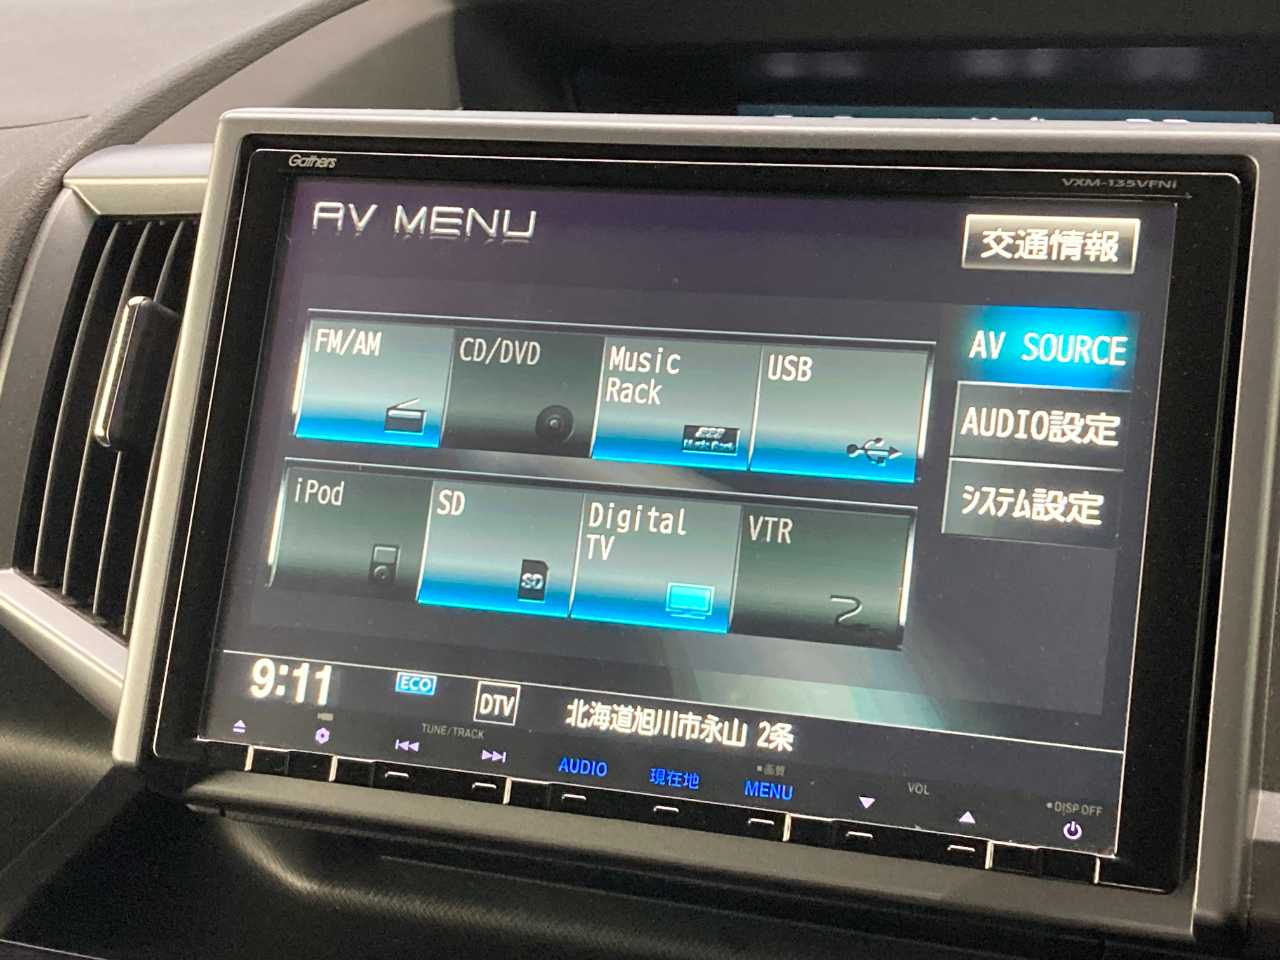 Gathers
VXM-135VFNi
AV MENU
交通情報
FM/AM
CD/DVD
Music
Rack
USB
AV SOURCE
AUDIO設定
システム設定
iPod
SD
SD
Digital
TV
VTR
9:11
ECO
DTV
北海道旭川市永山 2条
TUNE/TRACK
AUDIO
現在地
画質
MENU
VOL
DISP OFF